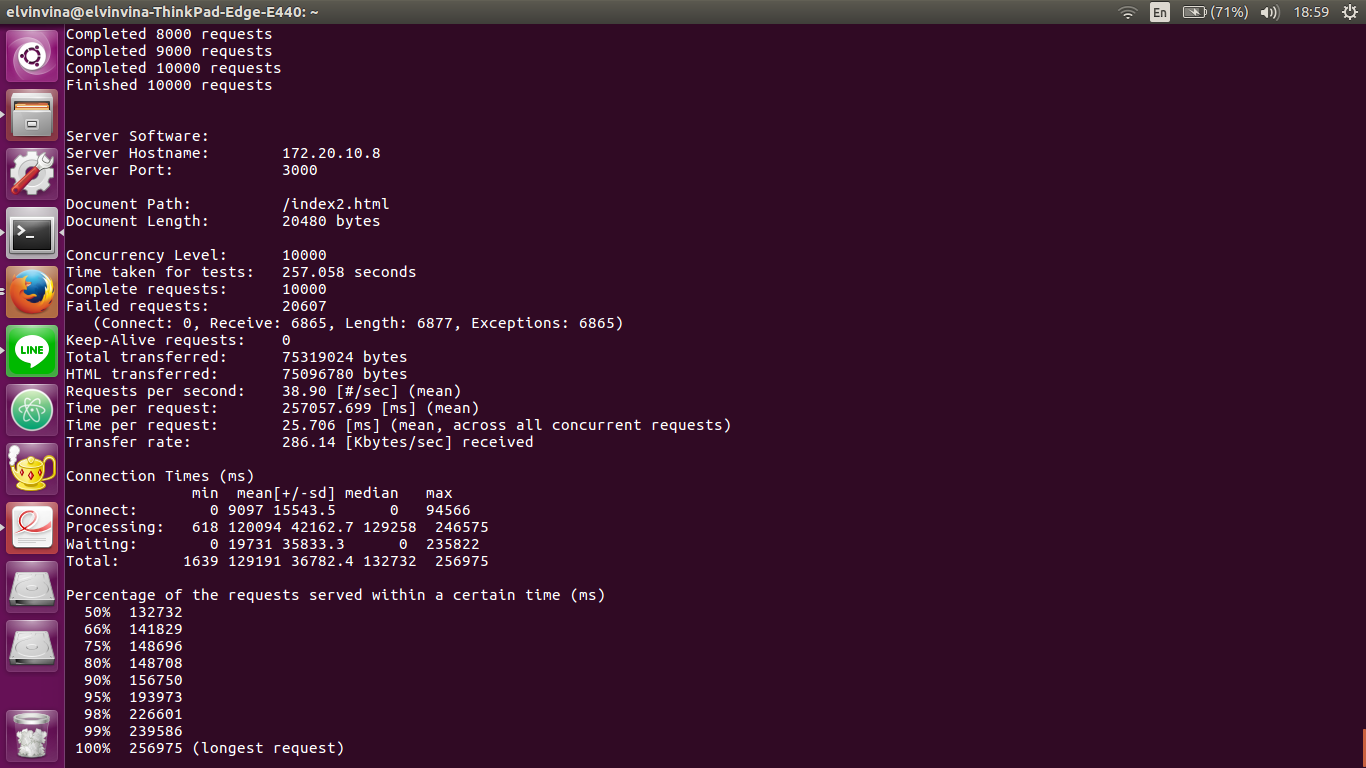 elvinvina@elvinvina-ThinkPad-Edge-E440: ~ En (71%) 18:59
Completed 8000 requests
Completed 9000 requests
Completed 10000 requests
Finished 10000 requests
Server Software:
Server Hostname: 172.20.10.8
Server Port: 3000
Document Path: /index2.html
Document Length: 20480 bytes
Concurrency Level: 10000
Time taken for tests: 257.058 seconds
Complete requests: 10000
Failed requests: 20607
(Connect: 0, Receive: 6865, Length: 6877, Exceptions: 6865)
Keep-Alive requests: 0
Total transferred: 75319024 bytes
HTML transferred: 75096780 bytes
Requests per second: 38.90 [#/sec] (mean)
Time per request: 257057.699 [ms] (mean)
Time per request: 25.706 [ms] (mean, across all concurrent requests)
Transfer rate: 286.14 [Kbytes/sec] received
Connection Times (ms)
min mean[+/-sd] median max
Connect: 0 9097 15543.5 0 94566
Processing: 618 120094 42162.7 129258 246575
Waiting: 0 19731 35833.3 0 235822
Total: 1639 129191 36782.4 132732 256975
Percentage of the requests served within a certain time (ms)
50% 132732
66% 141829
75% 148696
80% 148708
90% 156750
95% 193973
98% 226601
99% 239586
100% 256975 (longest request)
>_
LINE